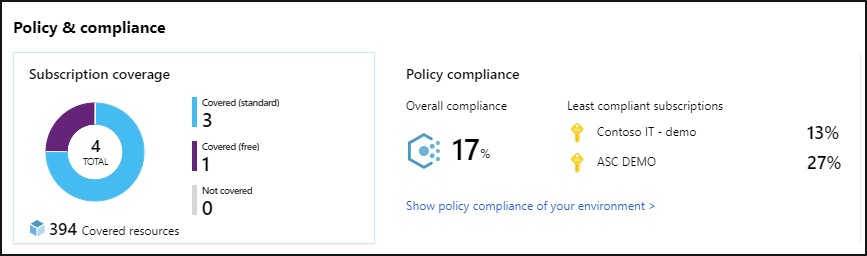 Policy & compliance
Subscription coverage
4
TOTAL
Covered (standard)
3
Covered (free)
1
Not covered
0
394 Covered resources
Policy compliance
Overall compliance
17%
Least compliant subscriptions
Contoso IT - demo 13%
ASC DEMO 27%
Show policy compliance of your environment >